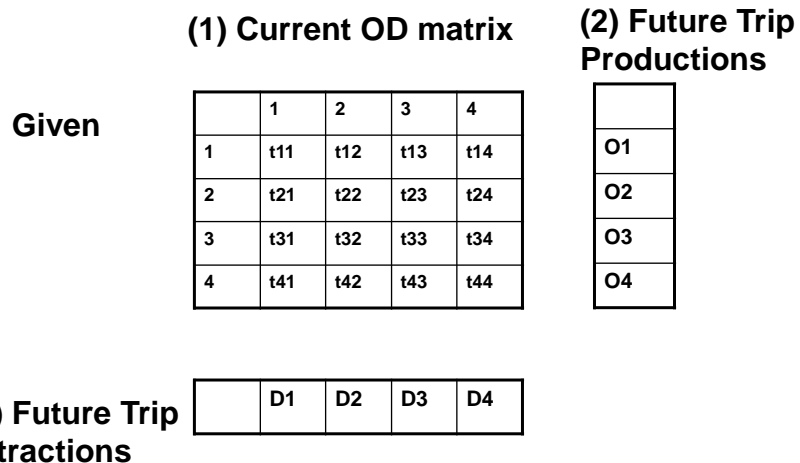 (1) Current OD matrix
(2) Future Trip
Productions
Given
1 2 3 4
1 t11 t12 t13 t14
2 t21 t22 t23 t24
3 t31 t32 t33 t34
4 t41 t42 t43 t44
O1
O2
O3
O4
D1 D2 D3 D4
) Future Trip
tractions